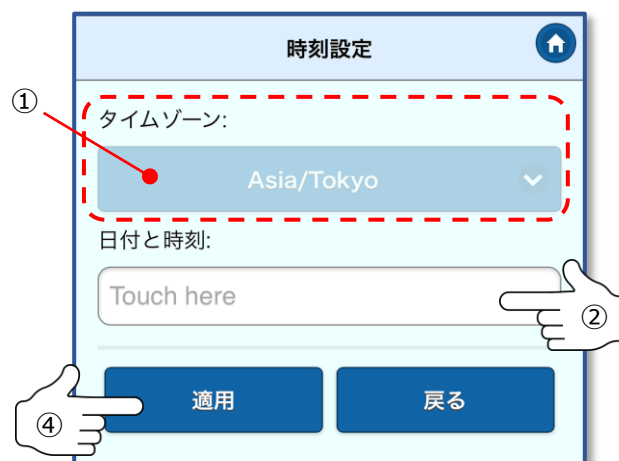 時刻設定
①
タイムゾーン:
Asia/Tokyo
日付と時刻:
Touch here
②
適用
戻る
④